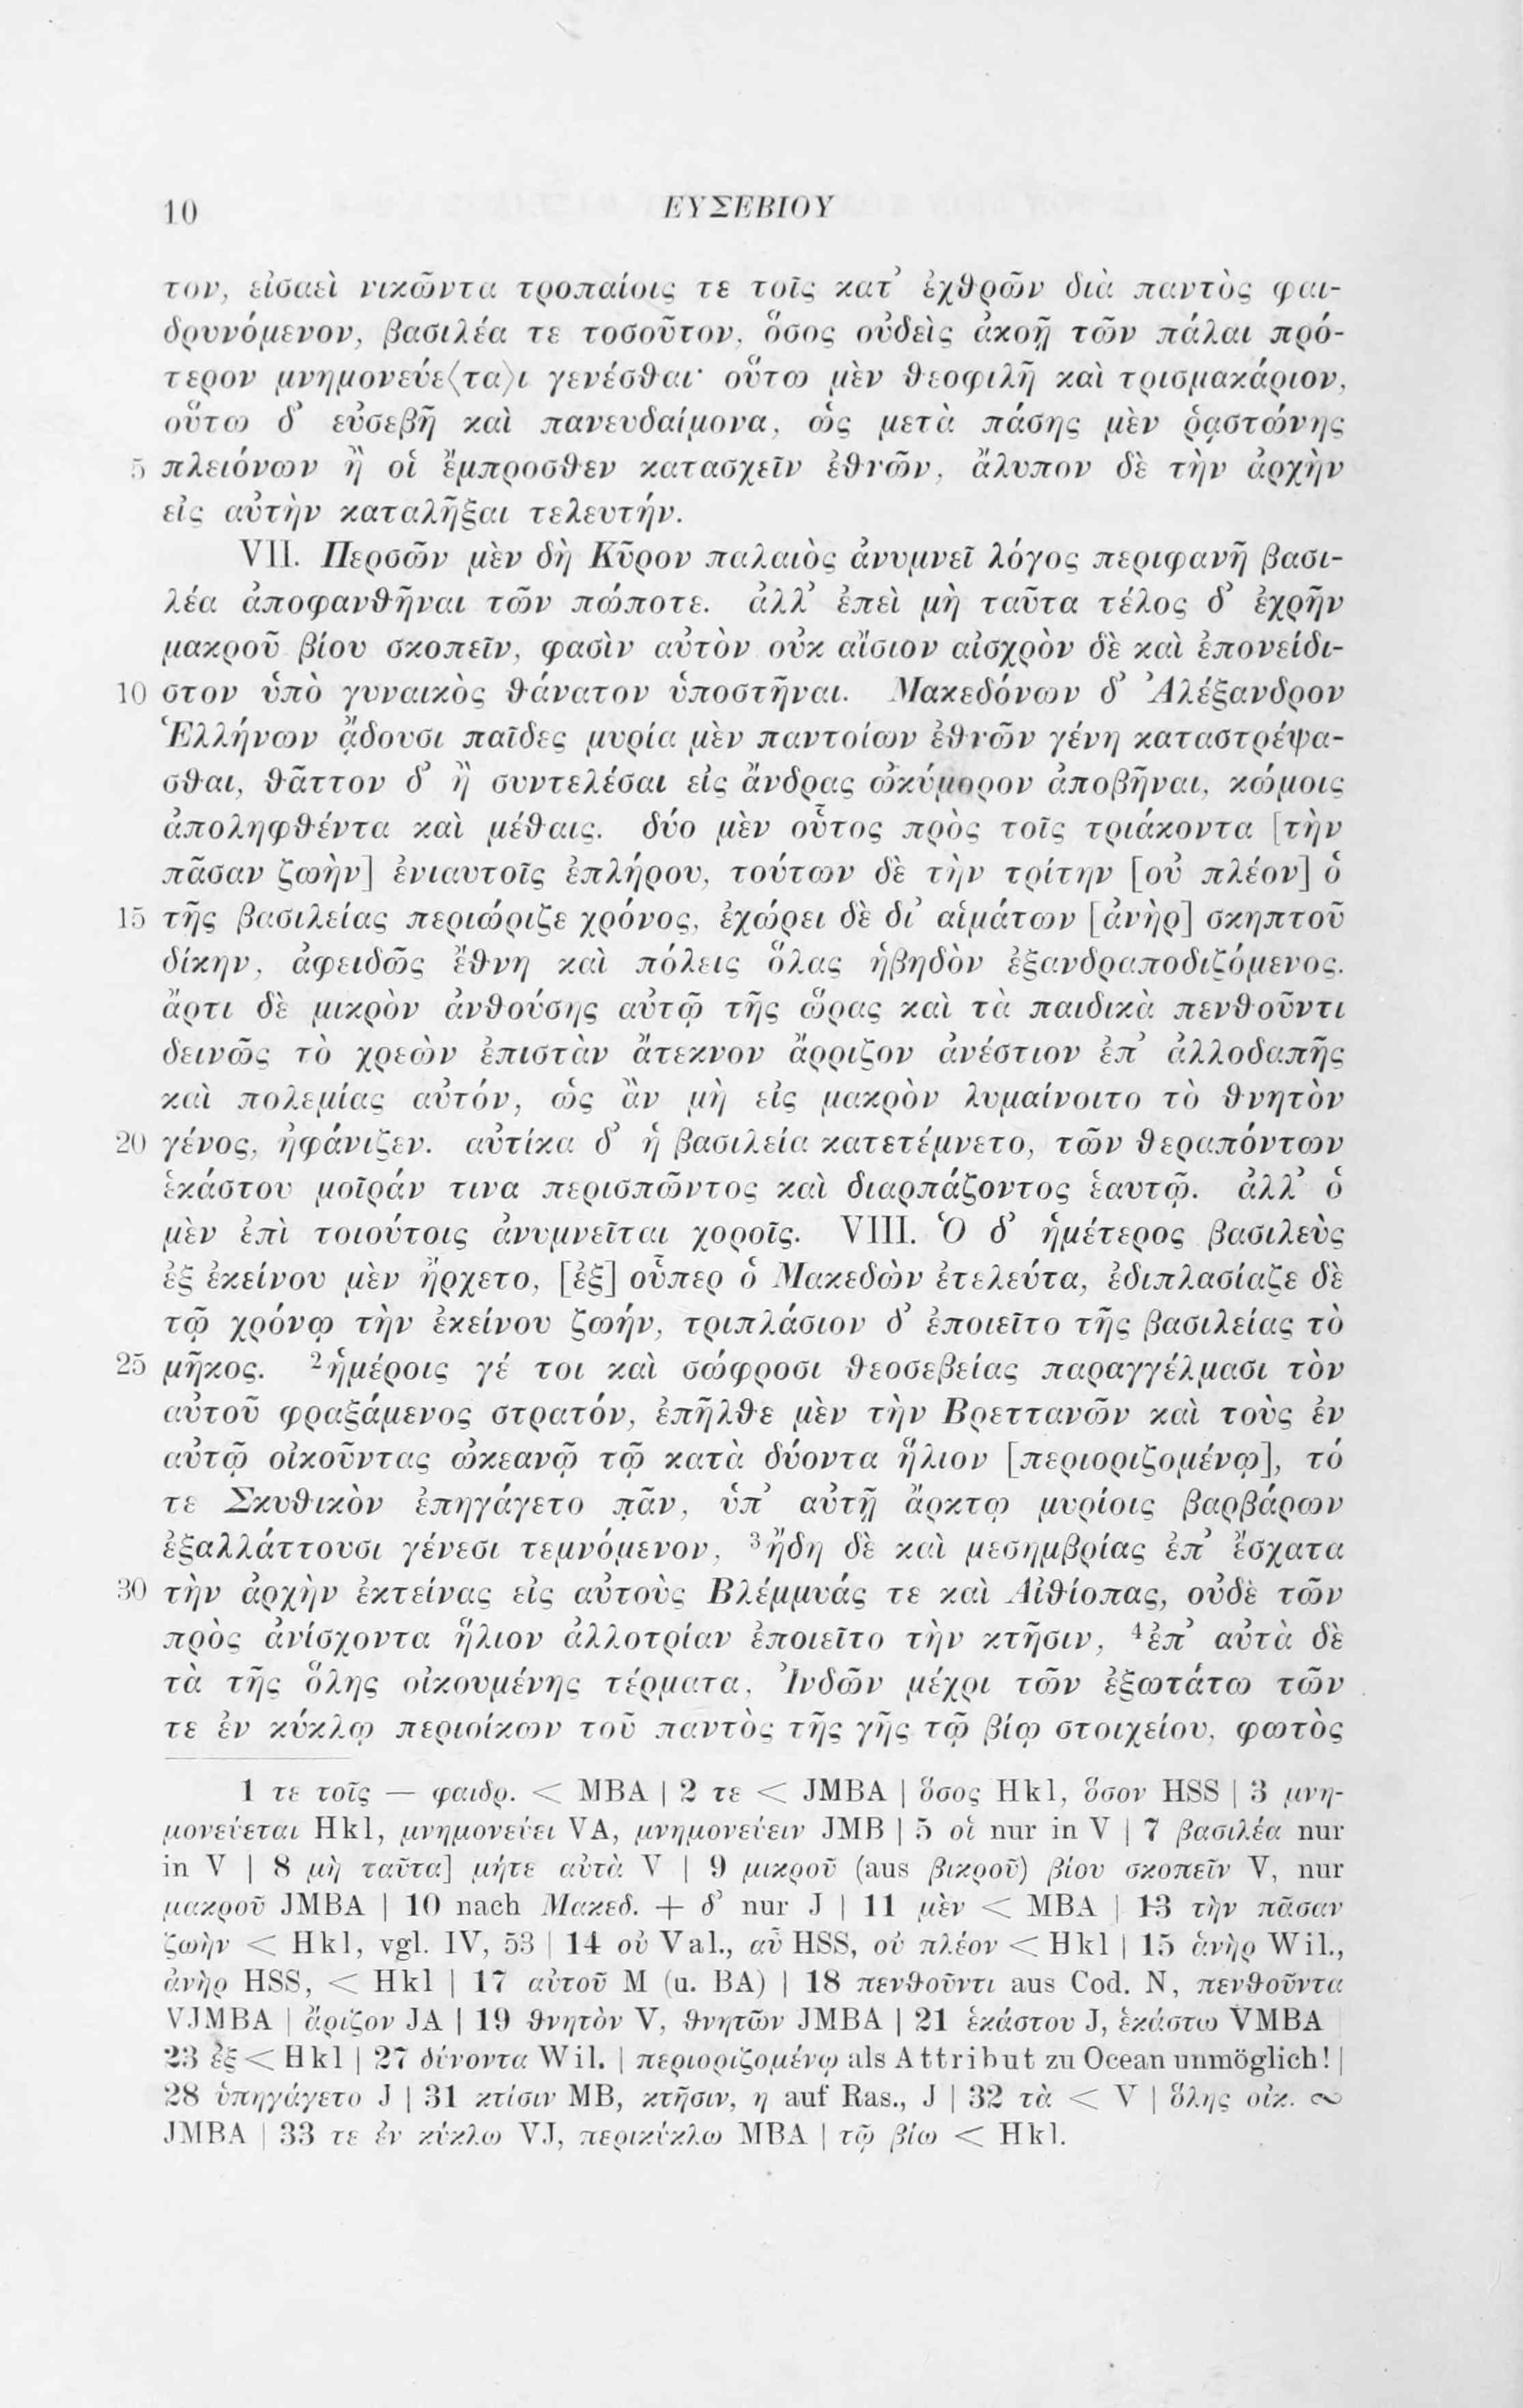 10 ΕΥΣΕΒΙΟΥ
τον, εἰσαεὶ νικῶντα τροπαίοις τε τοῖς κατ’ ἐχθρῶν διὰ παντὸς φαι-
δρυνόμενον, βασιλέα τε τοσοῦτον, ὅσος οὐδεὶς ἀκοῇ τῶν πάλαι πρό-
τερον μνημονεύε⟨τα⟩ι γενέσθαι· οὕτω μὲν θεοφιλῆ καὶ τρισμακάριον,
οὕτω δ’ εὐσεβῆ καὶ πανευδαίμονα, ὡς μετὰ πάσης μὲν ῥᾳστώνης
5 πλειόνων ἢ οἱ ἔμπροσθεν κατασχεῖν ἐθνῶν, ἄλυπον δὲ τὴν ἀρχὴν
εἰς αὐτὴν καταλῆξαι τελευτήν.
VII. Περσῶν μὲν δὴ Κῦρον παλαιὸς ἀνυμνεῖ λόγος περιφανῆ βασι-
λέα ἀποφανθῆναι τῶν πώποτε. ἀλλ’ ἐπεὶ μὴ ταῦτα τέλος δ’ ἐχρῆν
μακροῦ βίου σκοπεῖν, φασὶν αὐτὸν οὐκ αἴσιον αἰσχρὸν δὲ καὶ ἐπονείδι-
10 στον ὑπὸ γυναικὸς θάνατον ὑποστῆναι. Μακεδόνων δ’ Ἀλέξανδρον
Ἑλλήνων ᾄδουσι παῖδες μυρία μὲν παντοίων ἐθνῶν γένη καταστρέψα-
σθαι, θᾶττον δ’ ἢ συντελέσαι εἰς ἄνδρας ὠκύμορον ἀποβῆναι, κώμοις
ἀποληφθέντα καὶ μέθαις. δύο μὲν οὗτος πρὸς τοῖς τριάκοντα [τὴν
πᾶσαν ζωὴν] ἐνιαυτοῖς ἐπλήρου, τούτων δὲ τὴν τρίτην [οὐ πλέον] ὁ
15 τῆς βασιλείας περιώριζε χρόνος, ἐχώρει δὲ δι’ αἱμάτων [ἁνὴρ] σκηπτοῦ
δίκην, ἀφειδῶς ἔθνη καὶ πόλεις ὅλας ἡβηδὸν ἐξανδραποδιζόμενος.
ἄρτι δὲ μικρὸν ἀνθούσης αὐτῷ τῆς ὥρας καὶ τὰ παιδικὰ πενθοῦντι
δεινῶς τὸ χρεὼν ἐπιστὰν ἄτεκνον ἄρριζον ἀνέστιον ἐπ’ ἀλλοδαπῆς
καὶ πολεμίας αὐτόν, ὡς ἂν μὴ εἰς μακρὸν λυμαίνοιτο τὸ θνητὸν
20 γένος, ἠφάνιζεν. αὐτίκα δ’ ἡ βασιλεία κατετέμνετο, τῶν θεραπόντων
ἑκάστου μοῖράν τινα περισπῶντος καὶ διαρπάζοντος ἑαυτῷ. ἀλλ’ ὁ
μὲν ἐπὶ τοιούτοις ἀνυμνεῖται χοροῖς. VIII. Ὁ δ’ ἡμέτερος βασιλεὺς
ἐξ ἐκείνου μὲν ἤρχετο, [ἐξ] οὗπερ ὁ Μακεδὼν ἐτελεύτα, ἐδιπλασίαζε δὲ
τῷ χρόνῳ τὴν ἐκείνου ζωήν, τριπλάσιον δ’ ἐποιεῖτο τῆς βασιλείας τὸ
25 μῆκος. ²ἡμέροις γέ τοι καὶ σώφροσι θεοσεβείας παραγγέλμασι τὸν
αὐτοῦ φραξάμενος στρατόν, ἐπῆλθε μὲν τὴν Βρεττανῶν καὶ τοὺς ἐν
αὐτῷ οἰκοῦντας ὠκεανῷ τῷ κατὰ δύοντα ἥλιον [περιοριζομένῳ], τό
τε Σκυθικὸν ἐπηγάγετο πᾶν, ὑπ’ αὐτῇ ἄρκτῳ μυρίοις βαρβάρων
ἐξαλλάττουσι γένεσι τεμνόμενον, ³ἤδη δὲ καὶ μεσημβρίας ἐπ’ ἔσχατα
30 τὴν ἀρχὴν ἐκτείνας εἰς αὐτοὺς Βλέμμυάς τε καὶ Αἰθίοπας, οὐδὲ τῶν
πρὸς ἀνίσχοντα ἥλιον ἀλλοτρίαν ἐποιεῖτο τὴν κτῆσιν, ⁴ἐπ’ αὐτὰ δὲ
τὰ τῆς ὅλης οἰκουμένης τέρματα, Ἰνδῶν μέχρι τῶν ἐξωτάτω τῶν
τε ἐν κύκλῳ περιοίκων τοῦ παντὸς τῆς γῆς τῷ βίῳ στοιχείου, φωτὸς
1 τε τοῖς — φαιδρ. < MBA | 2 τε < JMBA | ὅσος Hkl, ὅσον HSS | 3 μνη-
μονεύεται Hkl, μνημονεύει VA, μνημονεύειν JMB | 5 οἱ nur in V | 7 βασιλέα nur
in V | 8 μὴ ταῦτα] μήτε αὐτὰ V | 9 μικροῦ (aus βικροῦ) βίου σκοπεῖν V, nur
μακροῦ JMBA | 10 nach Μακεδ. + δ’ nur J | 11 μὲν < MBA | 13 τὴν πᾶσαν
ζωὴν < Hkl, vgl. IV, 53 | 14 οὐ Val., αὖ HSS, οὐ πλέον < Hkl | 15 ἁνὴρ Wil.,
ἀνὴρ HSS, < Hkl | 17 αὐτοῦ M (u. BA) | 18 πενθοῦντι aus Cod. N, πενθοῦντα
VJMBA | ἄριζον JA | 19 θνητὸν V, θνητῶν JMBA | 21 ἑκάστου J, ἑκάστω VMBA
23 ἐξ < Hkl | 27 δύνοντα Wil. | περιοριζομένῳ als Attribut zu Ocean unmöglich! |
28 ὑπηγάγετο J | 31 κτίσιν MB, κτῆσιν, η auf Ras., J | 32 τὰ < V | ὅλης οἰκ. ∾
JMBA | 33 τε ἐν κύκλω VJ, περικύκλω MBA | τῷ βίῳ < Hkl.